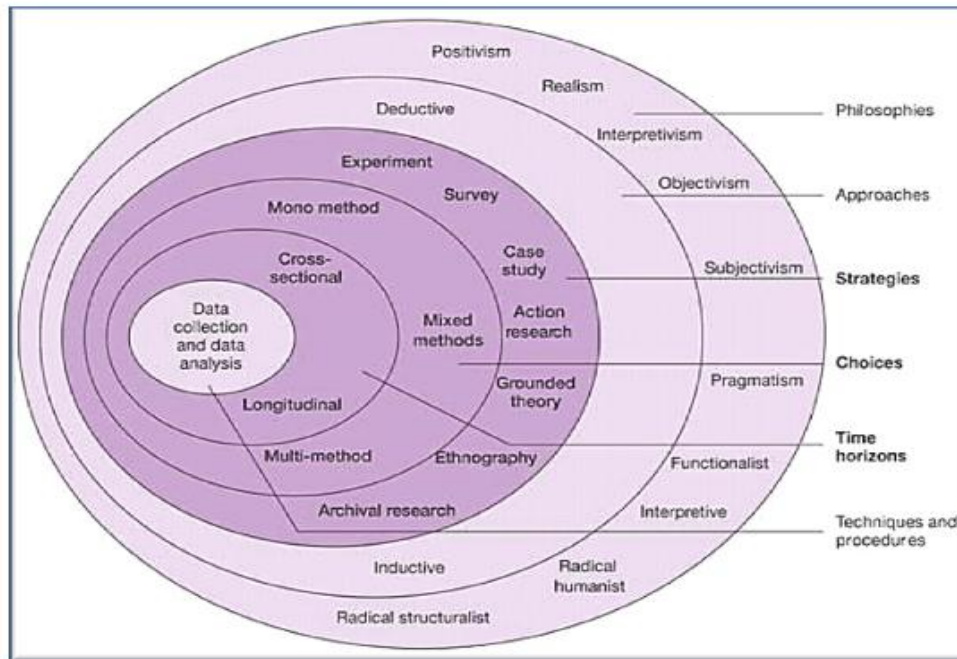 Positivism
Realism
Philosophies
Deductive
Interpretivism
Experiment
Objectivism
Approaches
Survey
Mono method
Case
study
Cross-
sectional
Subjectivism
Strategies
Data
collection
and data
analysis
Mixed
methods
Action
research
Choices
Grounded
theory
Pragmatism
Longitudinal
Time
horizons
Multi-method
Ethnography
Functionalist
Archival research
Interpretive
Techniques and
procedures
Inductive
Radical
humanist
Radical structuralist